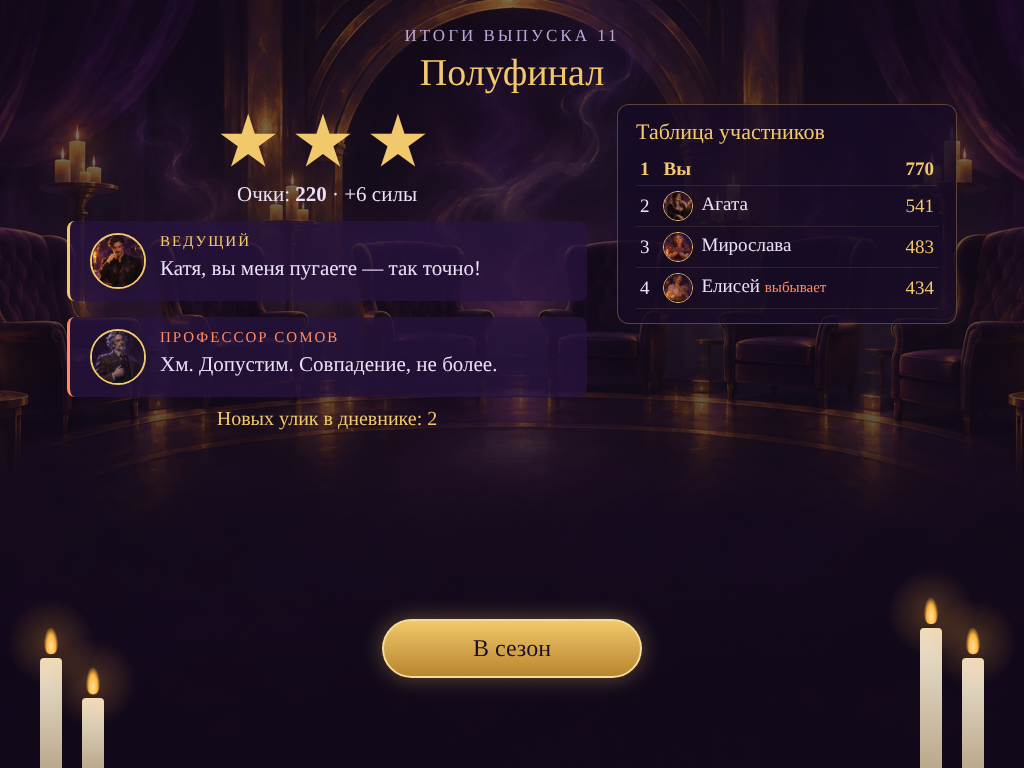 ИТОГИ ВЫПУСКА 11
Полуфинал
Очки: 220 · +6 силы
ВЕДУЩИЙ
Катя, вы меня пугаете — так точно!
ПРОФЕССОР СОМОВ
Хм. Допустим. Совпадение, не более.
Новых улик в дневнике: 2
Таблица участников
1 Вы 770
2 Агата 541
3 Мирослава 483
4 Елисей выбывает 434
В сезон